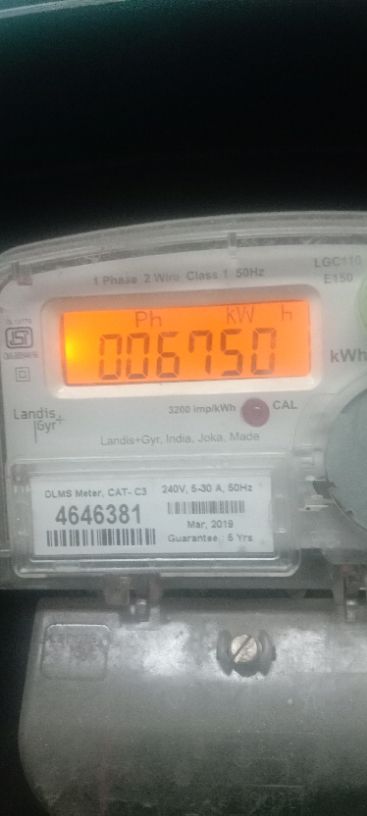 LGC110
1 Phase 2 Wire Class 1 50Hz E150
Ph kW h
006750 kWh
3200 imp/kWh CAL
Landis+Gyr+
Landis+Gyr, India, Joka, Made
DLMS Meter, CAT- C3 240V, 5-30 A, 50Hz
4646381
Mar, 2019
Guarantee 5 Yrs